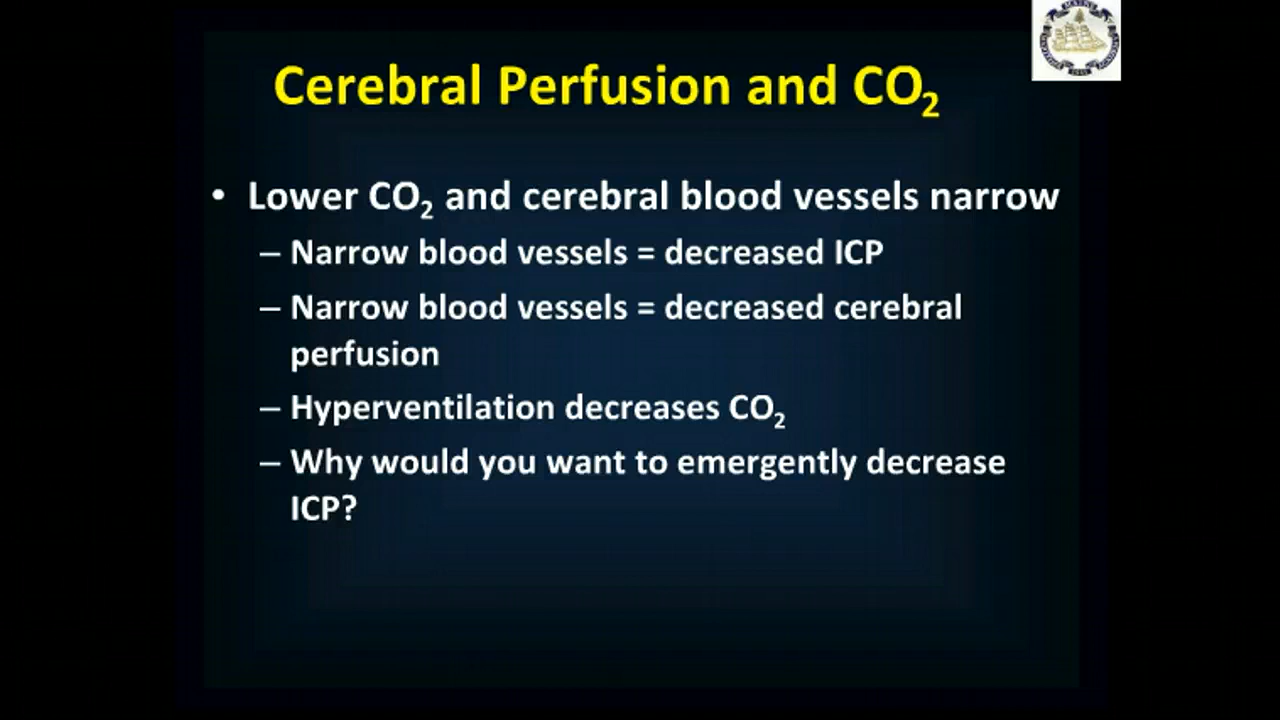 Cerebral Perfusion and CO₂
• Lower CO₂ and cerebral blood vessels narrow
– Narrow blood vessels = decreased ICP
– Narrow blood vessels = decreased cerebral
perfusion
– Hyperventilation decreases CO₂
– Why would you want to emergently decrease
ICP?